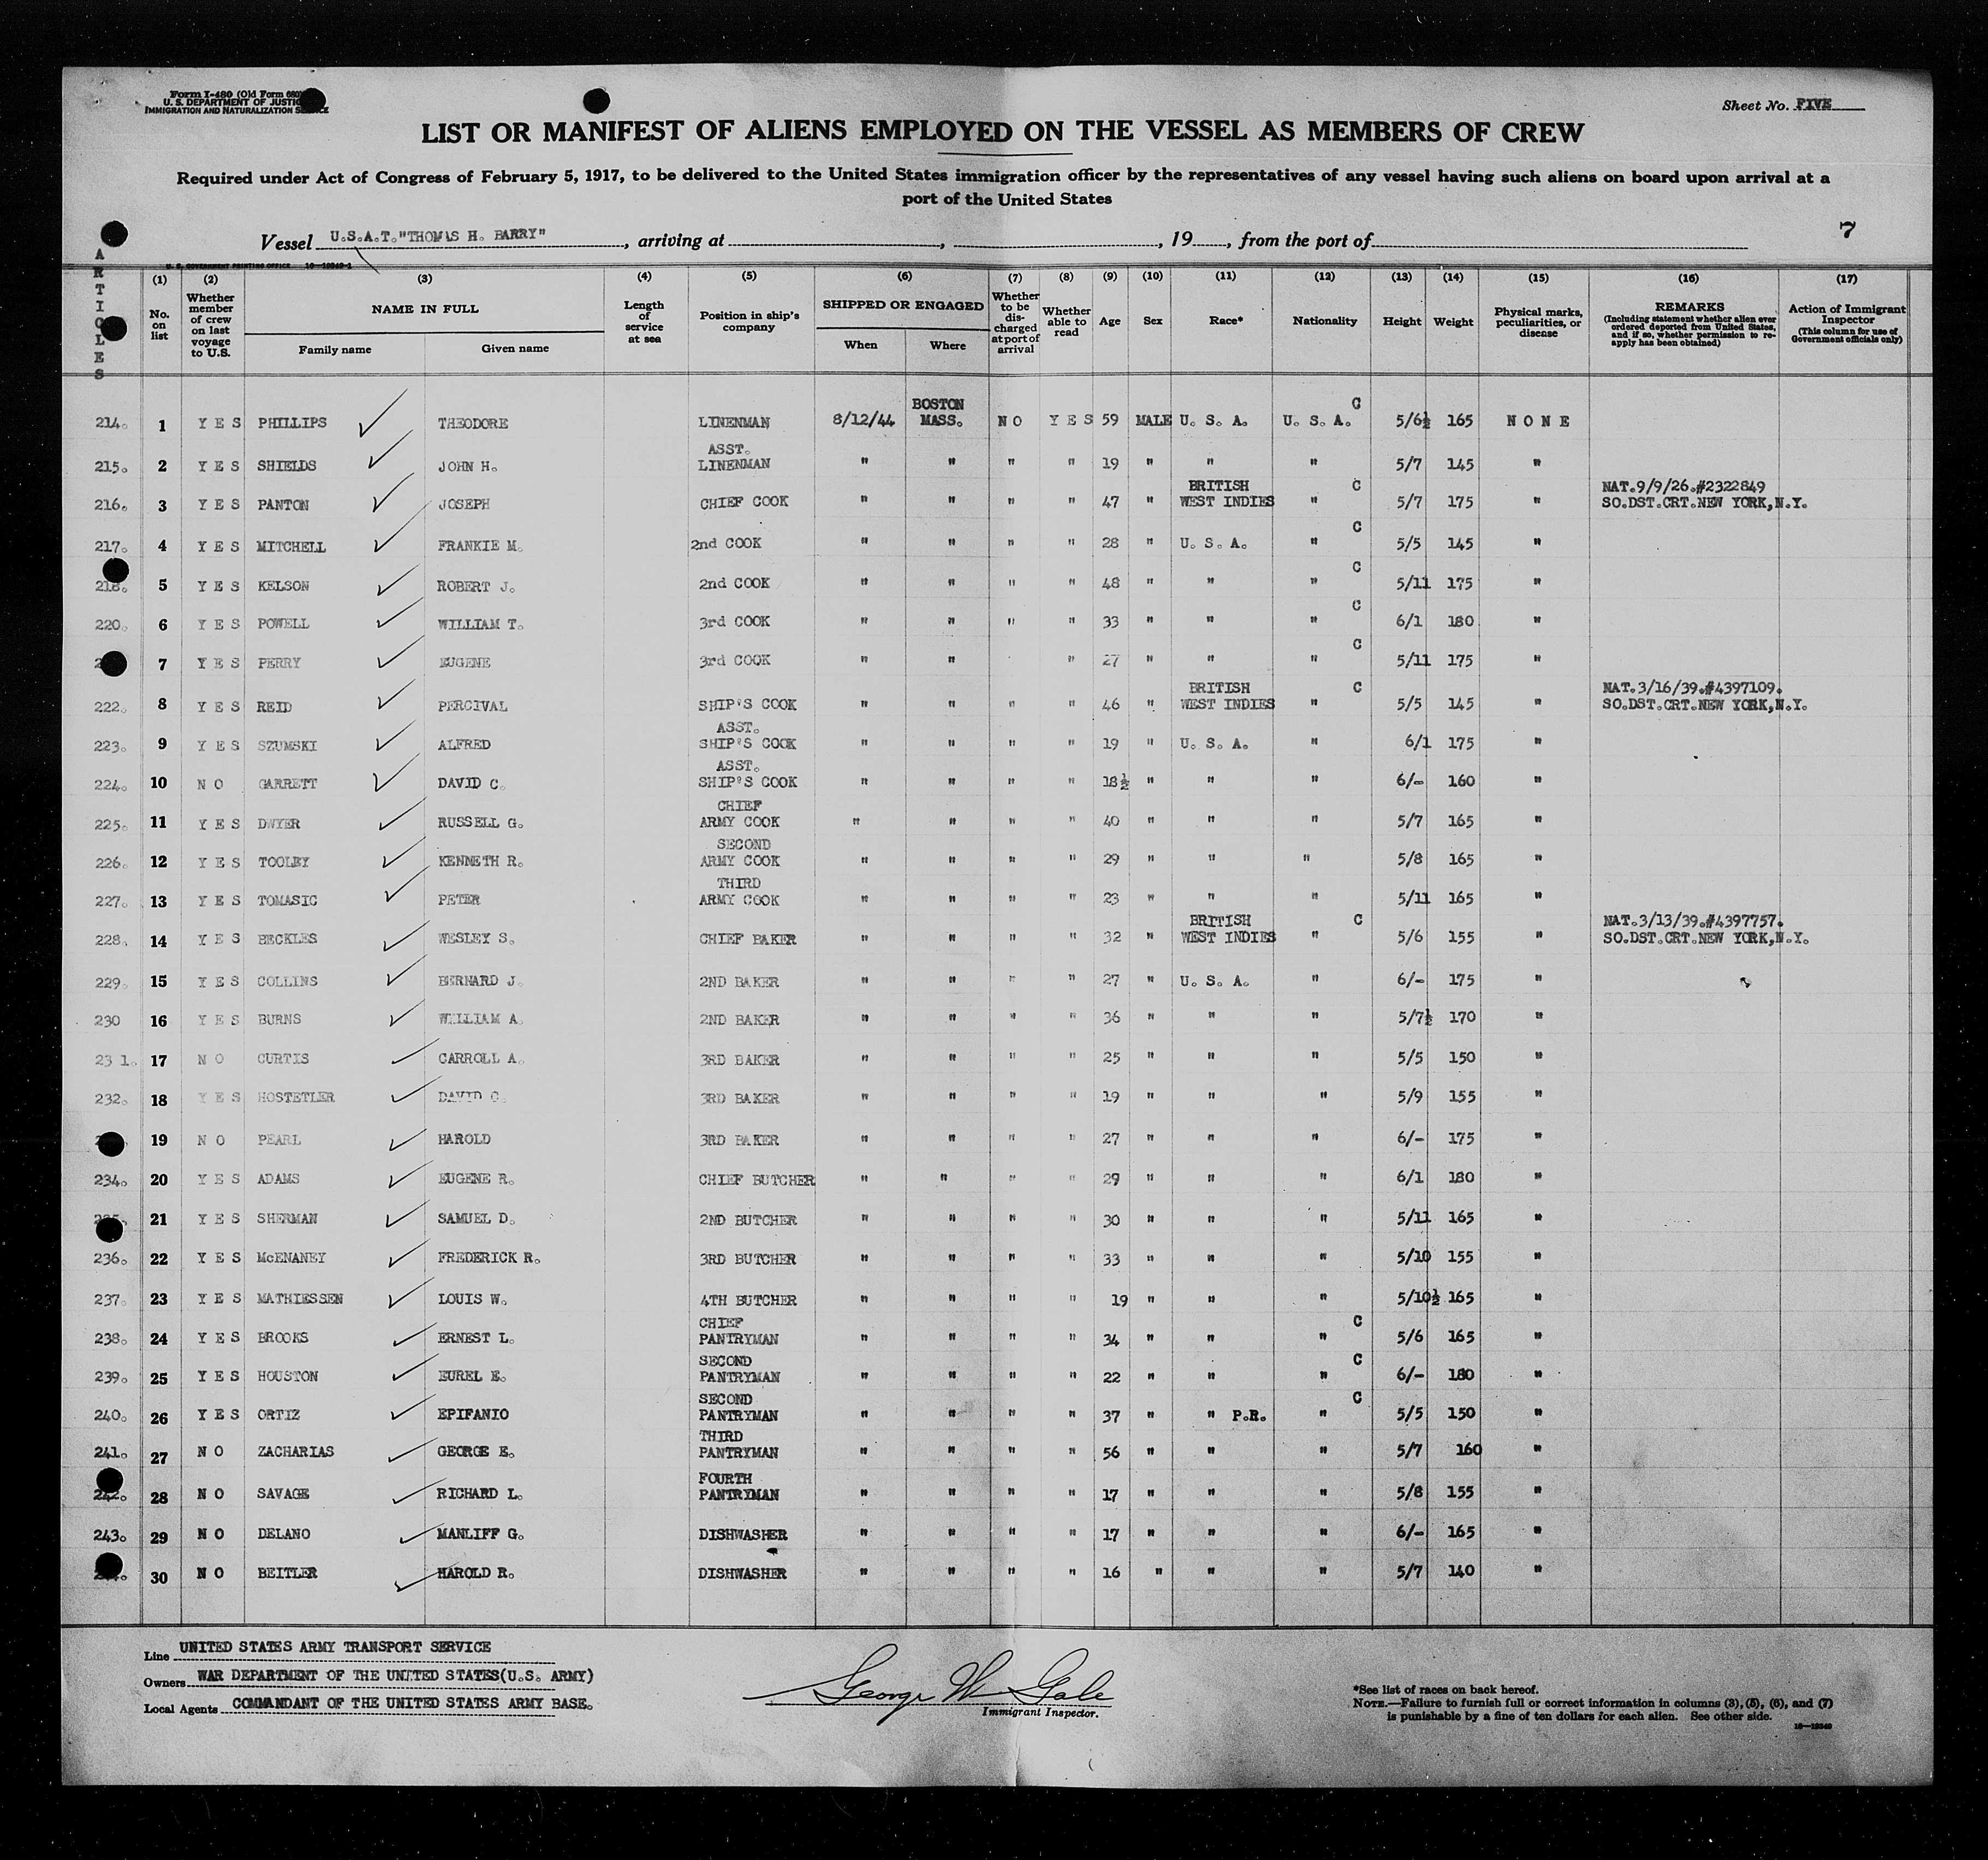 Form I-480 (Old Form 680)
U. S. DEPARTMENT OF JUSTICE
IMMIGRATION AND NATURALIZATION SERVICE
Sheet No. FIVE
LIST OR MANIFEST OF ALIENS EMPLOYED ON THE VESSEL AS MEMBERS OF CREW
Required under Act of Congress of February 5, 1917, to be delivered to the United States immigration officer by the representatives of any vessel having such aliens on board upon arrival at a
port of the United States
Vessel U.S.A.T."THOMAS H. BARRY", arriving at , , 19 , from the port of
7
U. S. GOVERNMENT PRINTING OFFICE 16—19349-1
ARTICLES
(1) No. on list
(2) Whether member of crew on last voyage to U.S.
(3) NAME IN FULL Family name Given name
(4) Length of service at sea
(5) Position in ship's company
(6) SHIPPED OR ENGAGED When Where
(7) Whether to be discharged at port of arrival
(8) Whether able to read
(9) Age
(10) Sex
(11) Race*
(12) Nationality
(13) Height
(14) Weight
(15) Physical marks, peculiarities, or disease
(16) REMARKS (Including statement whether alien ever ordered deported from United States, and if so, whether permission to re-apply has been obtained)
(17) Action of Immigrant Inspector (This column for use of Government officials only)
214. 1 YES PHILLIPS THEODORE LINENMAN 8/12/44 BOSTON MASS. NO YES 59 MALE U. S. A. U. S. A. C 5/6½ 165 NONE
215. 2 YES SHIELDS JOHN H. ASST. LINENMAN " " " " 19 " " " 5/7 145 "
216. 3 YES PANTON JOSEPH CHIEF COOK " " " " 47 " BRITISH WEST INDIES " C 5/7 175 " NAT.9/9/26.#2322849 SO.DST.CRT.NEW YORK,N.Y.
217. 4 YES MITCHELL FRANKIE M. 2nd COOK " " " " 28 " U. S. A. " C 5/5 145 "
218. 5 YES KELSON ROBERT J. 2nd COOK " " " " 48 " " " C 5/11 175 "
220. 6 YES POWELL WILLIAM T. 3rd COOK " " " " 33 " " " C 6/1 180 "
7 YES PERRY EUGENE 3rd COOK " " " 27 " " " C 5/11 175 "
222. 8 YES REID PERCIVAL SHIP'S COOK " " " " 46 " BRITISH WEST INDIES " C 5/5 145 " NAT.3/16/39.#4397109. SO.DST.CRT.NEW YORK,N.Y.
223. 9 YES SZUMSKI ALFRED ASST. SHIP'S COOK " " " " 19 " U. S. A. " 6/1 175 "
224. 10 NO GARRETT DAVID C. ASST. SHIP'S COOK " " " " 18½ " " " 6/- 160 "
225. 11 YES DWYER RUSSELL G. CHIEF ARMY COOK " " " " 40 " " " 5/7 165 "
226. 12 YES TOOLEY KENNETH R. SECOND ARMY COOK " " " " 29 " " " 5/8 165 "
227. 13 YES TOMASIC PETER THIRD ARMY COOK " " " " 23 " " " 5/11 165 "
228. 14 YES BECKLES WESLEY S. CHIEF BAKER " " " " 32 " BRITISH WEST INDIES " C 5/6 155 " NAT.3/13/39.#4397757. SO.DST.CRT.NEW YORK,N.Y.
229. 15 YES COLLINS BERNARD J. 2ND BAKER " " " " 27 " U. S. A. " 6/- 175 "
230 16 YES BURNS WILLIAM A. 2ND BAKER " " " " 36 " " " 5/7½ 170 "
231. 17 NO CURTIS CARROLL A. 3RD BAKER " " " " 25 " " " 5/5 150 "
232. 18 YES HOSTETLER DAVID C. 3RD BAKER " " " " 19 " " " 5/9 155 "
19 NO PEARL HAROLD 3RD BAKER " " " " 27 " " " 6/- 175 "
234. 20 YES ADAMS EUGENE R. CHIEF BUTCHER " " " " 29 " " " 6/1 180 "
235. 21 YES SHERMAN SAMUEL D. 2ND BUTCHER " " " " 30 " " " 5/11 165 "
236. 22 YES McENANEY FREDERICK R. 3RD BUTCHER " " " " 33 " " " 5/10 155 "
237. 23 YES MATHIESSEN LOUIS W. 4TH BUTCHER " " " " 19 " " " 5/10½ 165 "
238. 24 YES BROOKS ERNEST L. CHIEF PANTRYMAN " " " " 34 " " " C 5/6 165 "
239. 25 YES HOUSTON EUREL E. SECOND PANTRYMAN " " " " 22 " " " C 6/- 180 "
240. 26 YES ORTIZ EPIFANIO SECOND PANTRYMAN " " " " 37 " " P.R. " C 5/5 150 "
241. 27 NO ZACHARIAS GEORGE E. THIRD PANTRYMAN " " " " 56 " " " 5/7 160 "
242. 28 NO SAVAGE RICHARD L. FOURTH PANTRYMAN " " " " 17 " " " 5/8 155 "
243. 29 NO DELANO MANLIFF G. DISHWASHER " " " " 17 " " " 6/- 165 "
30 NO BEITLER HAROLD R. DISHWASHER " " " " 16 " " " 5/7 140 "
Line UNITED STATES ARMY TRANSPORT SERVICE
Owners WAR DEPARTMENT OF THE UNITED STATES(U.S. ARMY)
Local Agents COMMANDANT OF THE UNITED STATES ARMY BASE.
George W Gale
Immigrant Inspector.
*See list of races on back hereof.
NOTE.—Failure to furnish full or correct information in columns (3), (5), (6), and (7)
is punishable by a fine of ten dollars for each alien. See other side.
16—19349